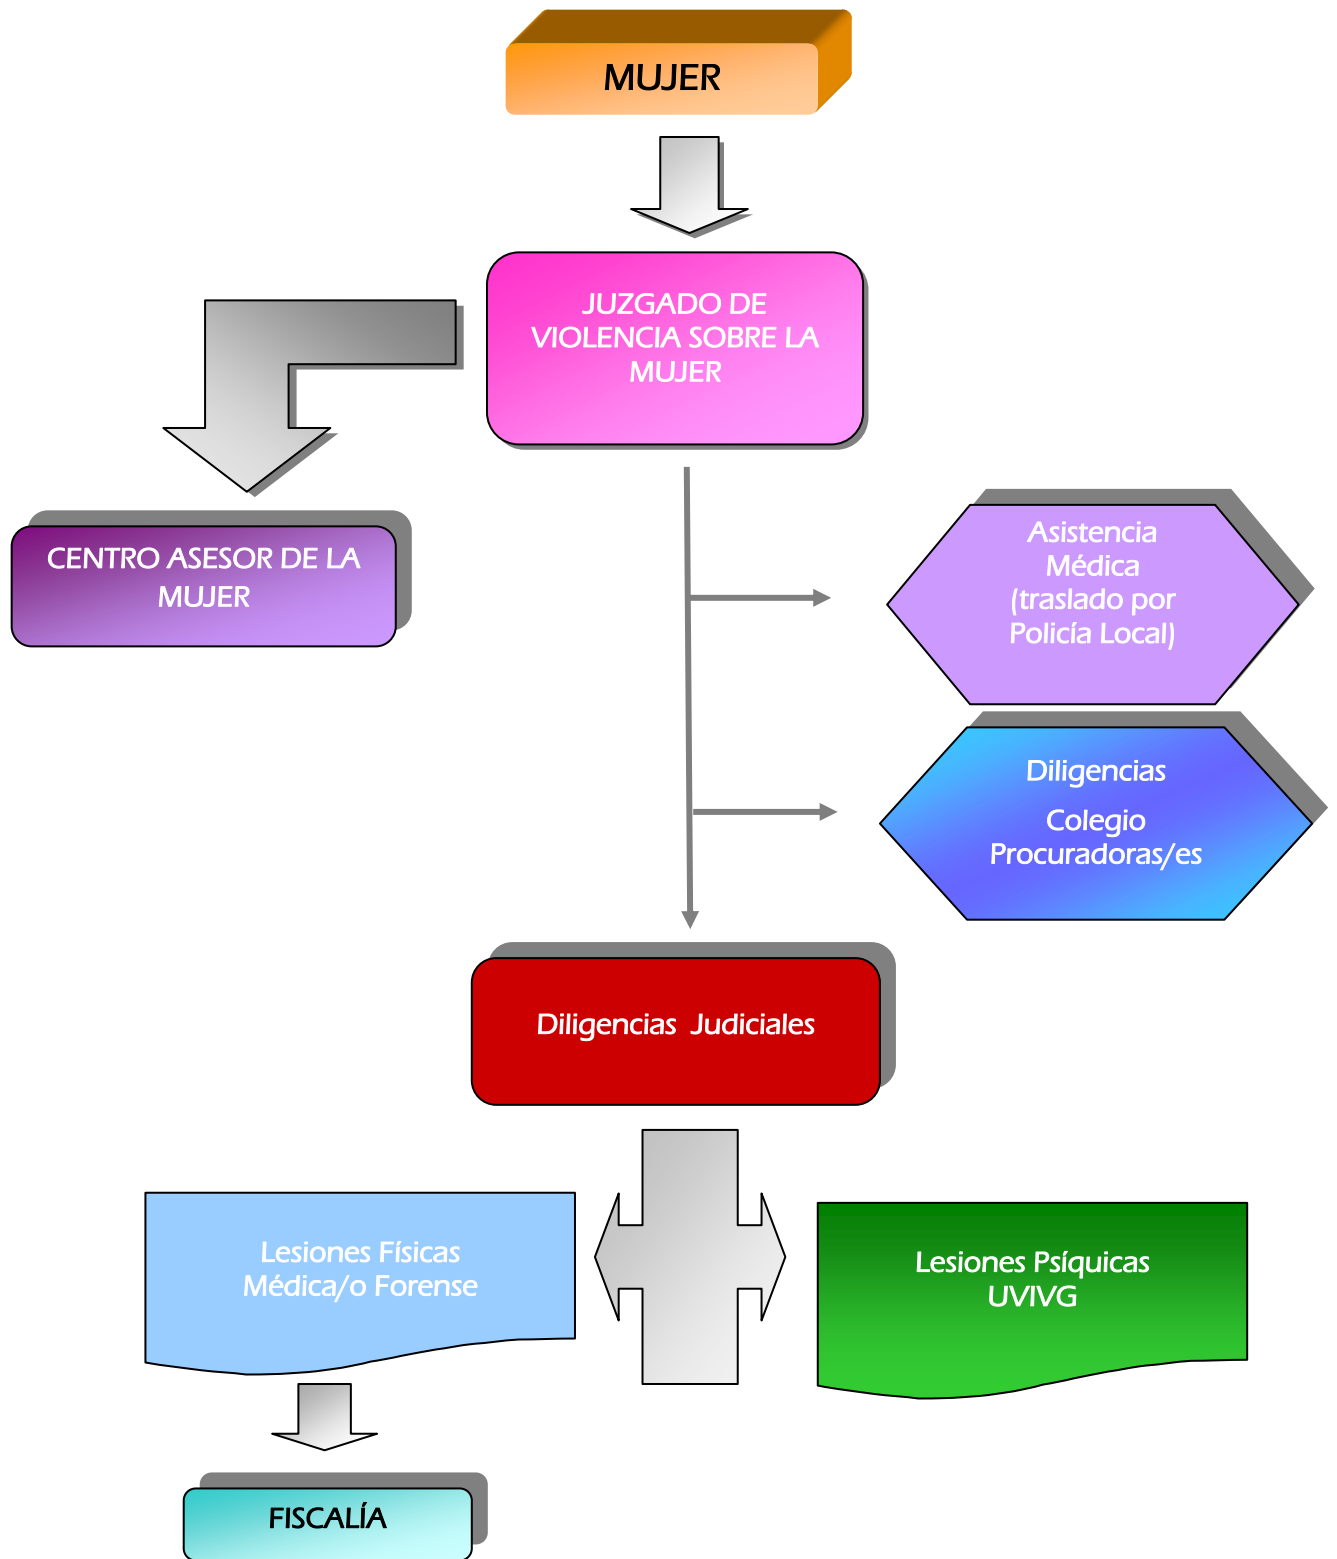 MUJER
JUZGADO DE
VIOLENCIA SOBRE LA
MUJER
CENTRO ASESOR DE LA
MUJER
Asistencia
Médica
(traslado por
Policía Local)
Diligencias
Colegio
Procuradoras/es
Diligencias Judiciales
Lesiones Físicas
Médica/o Forense
Lesiones Psíquicas
UVIVG
FISCALÍA